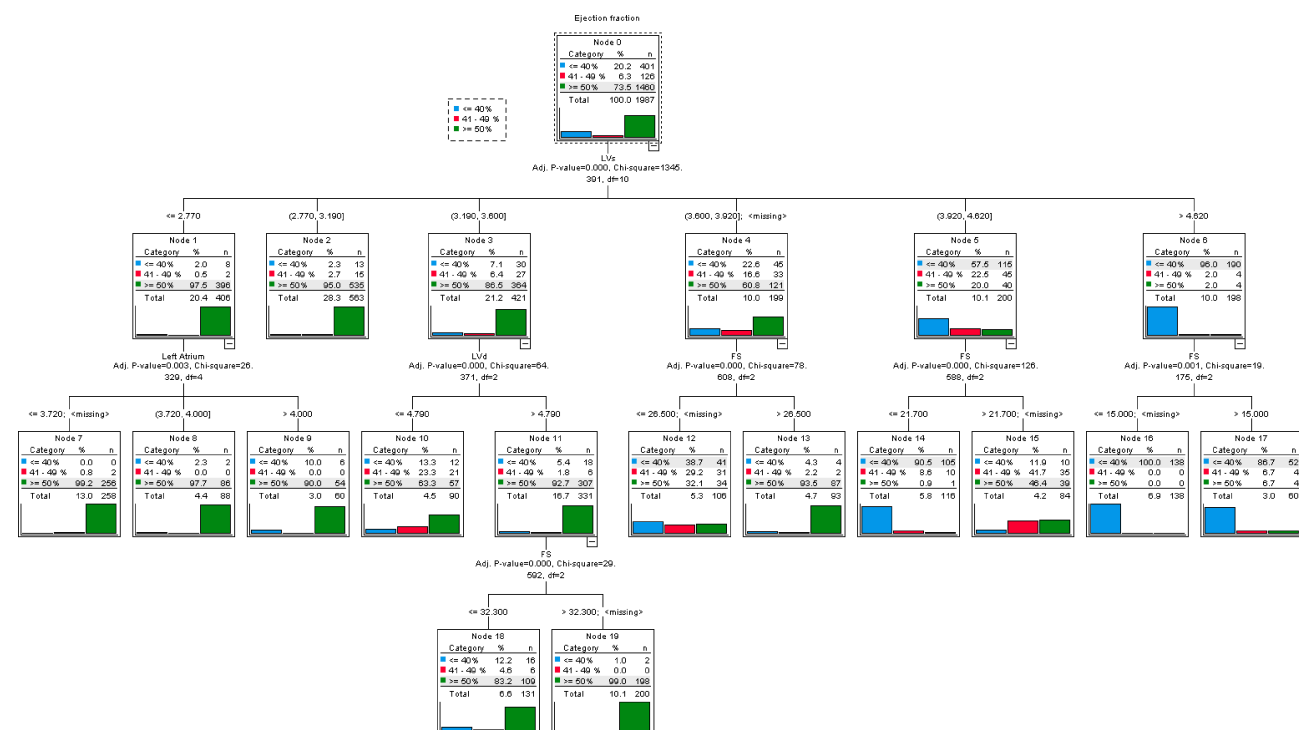 Ejection fraction
Node 0
Category % n
<= 40% 20.2 401
41 - 49 % 6.3 126
>= 50% 73.5 1460
Total 100.0 1987
<= 40%
41 - 49 %
>= 50%
LVs
Adj. P-value=0.000, Chi-square=1345.
391, df=10
<= 2.770
(2.770, 3.190]
(3.190, 3.600]
(3.600, 3.920]; <missing>
(3.920, 4.620]
> 4.620
Node 1
Category % n
<= 40% 2.0 8
41 - 49 % 0.5 2
>= 50% 97.5 396
Total 20.4 406
Node 2
Category % n
<= 40% 2.3 13
41 - 49 % 2.7 15
>= 50% 95.0 535
Total 28.3 563
Node 3
Category % n
<= 40% 7.1 30
41 - 49 % 6.4 27
>= 50% 86.5 364
Total 21.2 421
Node 4
Category % n
<= 40% 22.6 45
41 - 49 % 16.6 33
>= 50% 60.8 121
Total 10.0 199
Node 5
Category % n
<= 40% 57.5 115
41 - 49 % 22.5 45
>= 50% 20.0 40
Total 10.1 200
Node 6
Category % n
<= 40% 96.0 190
41 - 49 % 2.0 4
>= 50% 2.0 4
Total 10.0 198
Left Atrium
Adj. P-value=0.003, Chi-square=26.
329, df=4
LVd
Adj. P-value=0.000, Chi-square=64.
371, df=2
FS
Adj. P-value=0.000, Chi-square=78.
608, df=2
FS
Adj. P-value=0.000, Chi-square=126.
588, df=2
FS
Adj. P-value=0.001, Chi-square=19.
175, df=2
<= 3.720; <missing>
(3.720, 4.000]
> 4.000
<= 4.790
> 4.790
<= 26.500; <missing>
> 26.500
<= 21.700
> 21.700; <missing>
<= 15.000; <missing>
> 15.000
Node 7
Category % n
<= 40% 0.0 0
41 - 49 % 0.8 2
>= 50% 99.2 256
Total 13.0 258
Node 8
Category % n
<= 40% 2.3 2
41 - 49 % 0.0 0
>= 50% 97.7 86
Total 4.4 88
Node 9
Category % n
<= 40% 10.0 6
41 - 49 % 0.0 0
>= 50% 90.0 54
Total 3.0 60
Node 10
Category % n
<= 40% 13.3 12
41 - 49 % 23.3 21
>= 50% 63.3 57
Total 4.5 90
Node 11
Category % n
<= 40% 5.4 18
41 - 49 % 1.8 6
>= 50% 92.7 307
Total 16.7 331
Node 12
Category % n
<= 40% 38.7 41
41 - 49 % 29.2 31
>= 50% 32.1 34
Total 5.3 106
Node 13
Category % n
<= 40% 4.3 4
41 - 49 % 2.2 2
>= 50% 93.5 87
Total 4.7 93
Node 14
Category % n
<= 40% 90.5 105
41 - 49 % 8.6 10
>= 50% 0.9 1
Total 5.8 116
Node 15
Category % n
<= 40% 11.9 10
41 - 49 % 41.7 35
>= 50% 46.4 39
Total 4.2 84
Node 16
Category % n
<= 40% 100.0 138
41 - 49 % 0.0 0
>= 50% 0.0 0
Total 6.9 138
Node 17
Category % n
<= 40% 86.7 52
41 - 49 % 6.7 4
>= 50% 6.7 4
Total 3.0 60
FS
Adj. P-value=0.000, Chi-square=29.
592, df=2
<= 32.300
> 32.300; <missing>
Node 18
Category % n
<= 40% 12.2 16
41 - 49 % 4.6 6
>= 50% 83.2 109
Total 6.6 131
Node 19
Category % n
<= 40% 1.0 2
41 - 49 % 0.0 0
>= 50% 99.0 198
Total 10.1 200